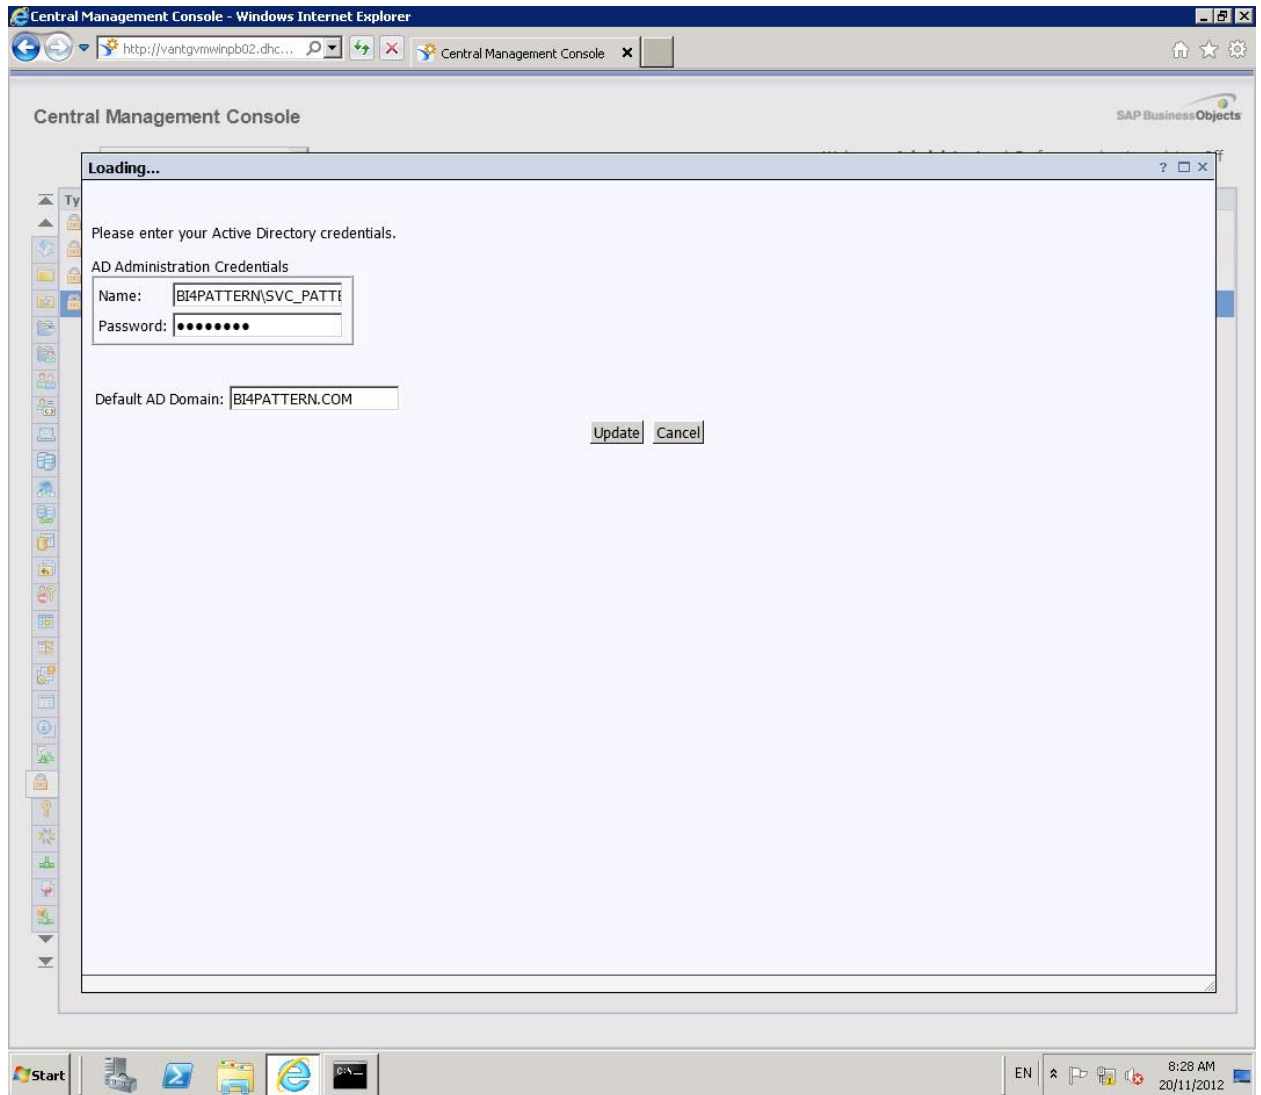 Central Management Console - Windows Internet Explorer
http://vantgvmwinpb02.dhc...
Central Management Console
Central Management Console
SAP BusinessObjects
Loading...
Ty
Please enter your Active Directory credentials.
AD Administration Credentials
Name: BI4PATTERN\SVC_PATTE
Password: ●●●●●●●●
Default AD Domain: BI4PATTERN.COM
Update Cancel
Start
C:\
EN
8:28 AM
20/11/2012